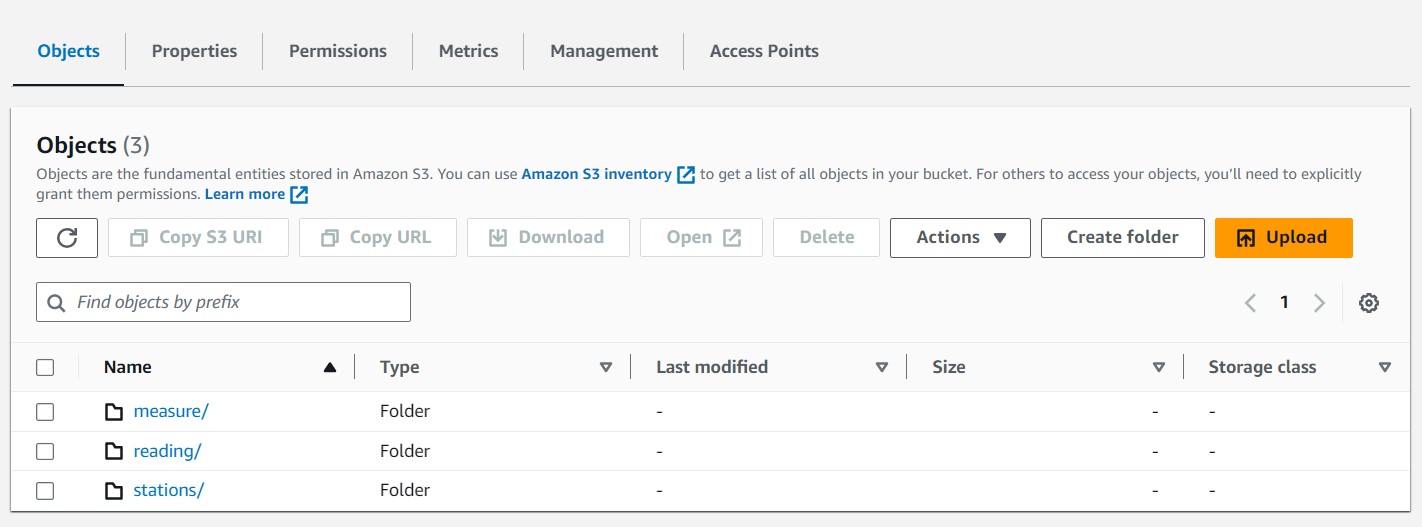 Objects Properties Permissions Metrics Management Access Points
Objects (3)
Objects are the fundamental entities stored in Amazon S3. You can use Amazon S3 inventory to get a list of all objects in your bucket. For others to access your objects, you’ll need to explicitly
grant them permissions. Learn more
Copy S3 URI Copy URL Download Open Delete Actions Create folder Upload
Find objects by prefix 1
Name Type Last modified Size Storage class
measure/ Folder - - -
reading/ Folder - - -
stations/ Folder - - -